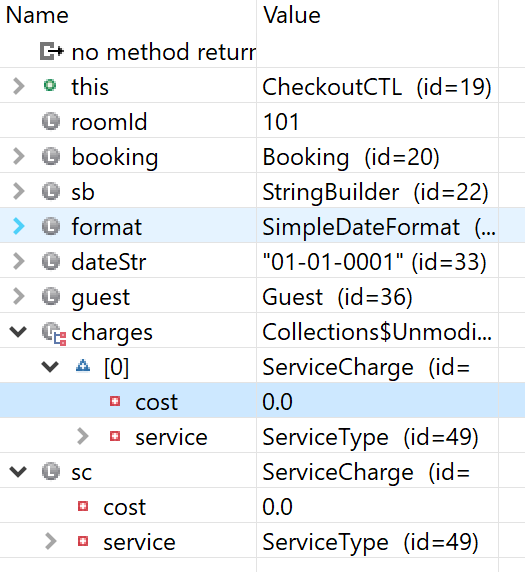 Name Value
no method return
this CheckoutCTL (id=19)
roomId 101
booking Booking (id=20)
sb StringBuilder (id=22)
format SimpleDateFormat (...
dateStr "01-01-0001" (id=33)
guest Guest (id=36)
charges Collections$Unmodi...
[0] ServiceCharge (id=
cost 0.0
service ServiceType (id=49)
sc ServiceCharge (id=
cost 0.0
service ServiceType (id=49)